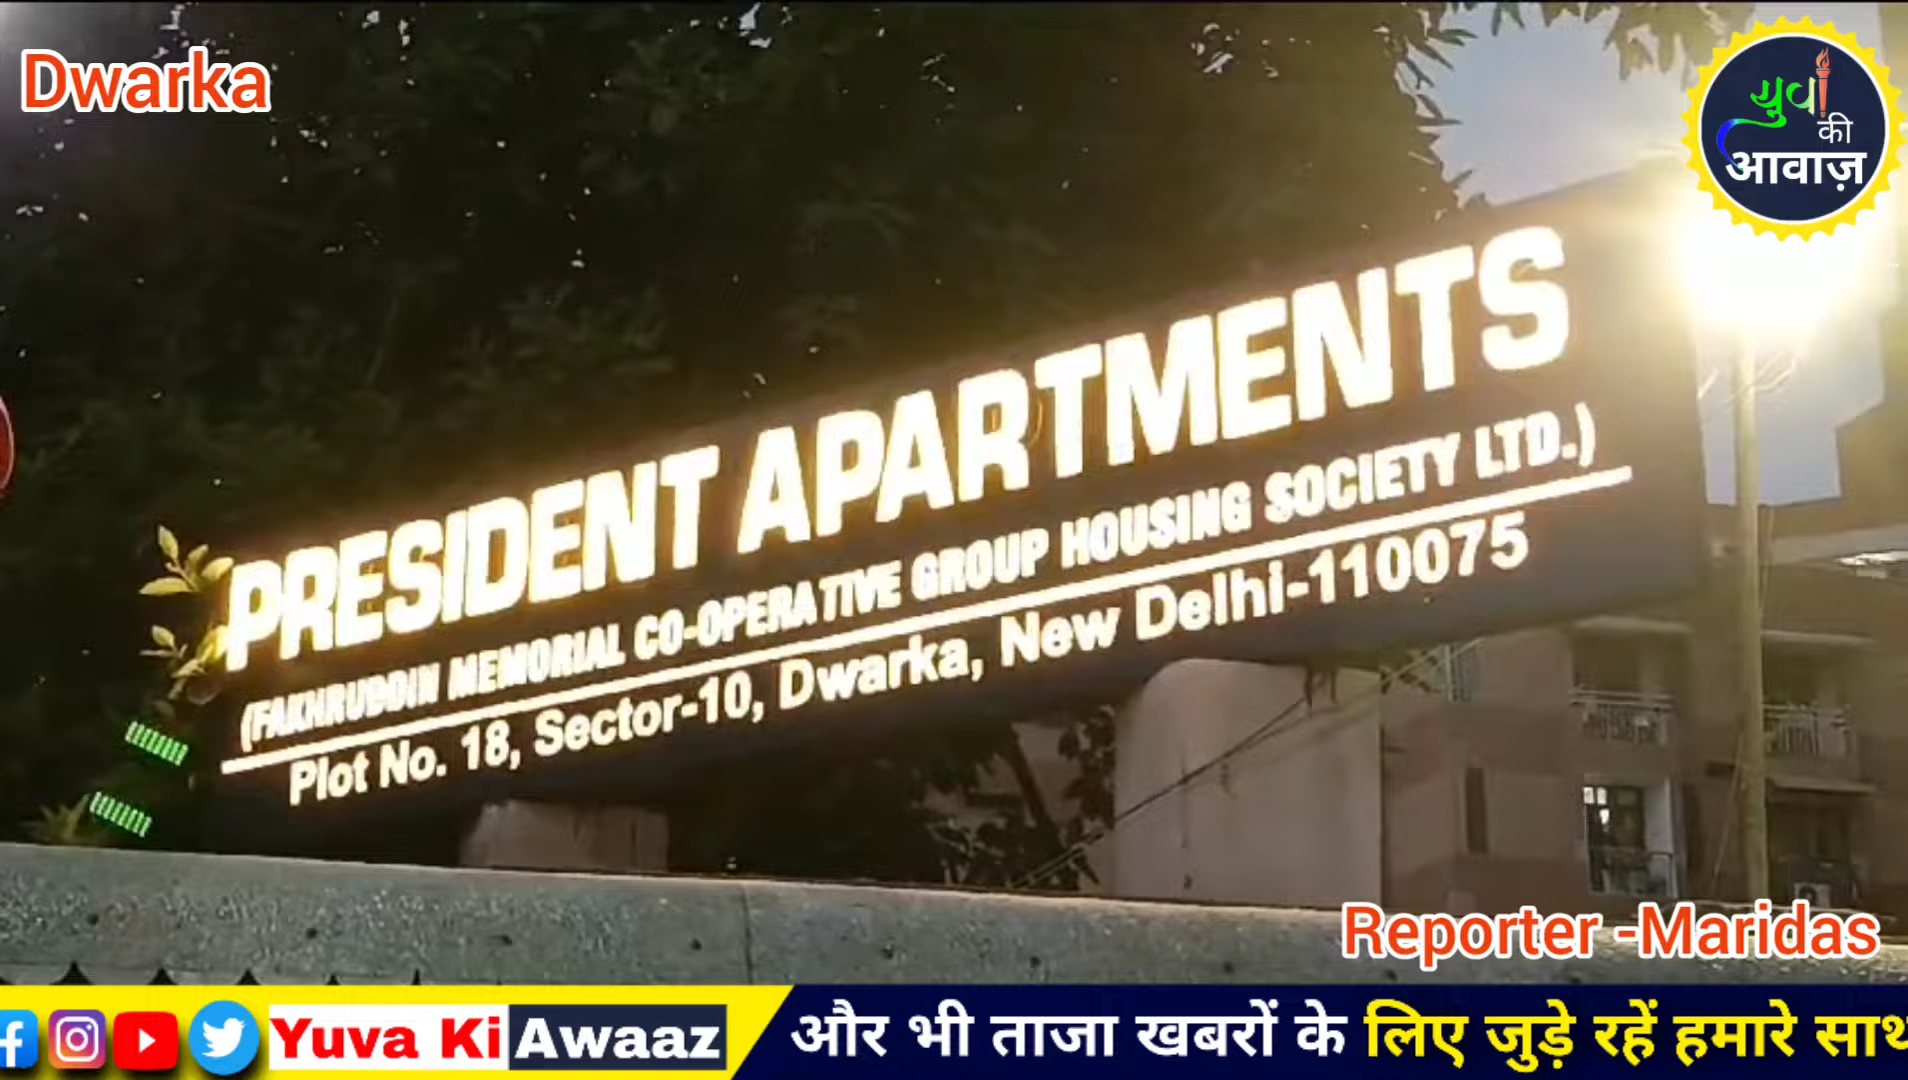 Dwarka
युवा
की
आवाज़
PRESIDENT APARTMENTS
(FAKHRUDDIN MEMORIAL CO-OPERATIVE GROUP HOUSING SOCIETY LTD.)
Plot No. 18, Sector-10, Dwarka, New Delhi-110075
Reporter -Maridas
Yuva Ki Awaaz
और भी ताजा खबरों के लिए जुड़े रहें हमारे साथ